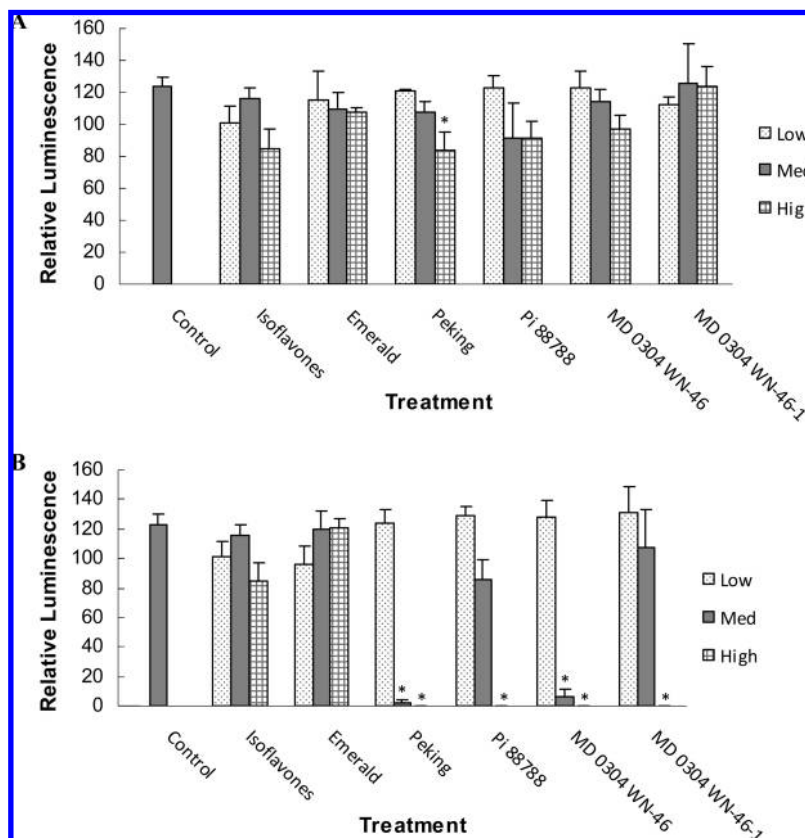 A
160
140
120
100
80
60
40
20
0
Relative Luminescence
*
Low
Med
High
Control
Isoflavones
Emerald
Peking
Pi 88788
MD 0304 WN-46
MD 0304 WN-46-1
Treatment
B
160
140
120
100
80
60
40
20
0
Relative Luminescence
* * * * * *
Low
Med
High
Control
Isoflavones
Emerald
Peking
Pi 88788
MD 0304 WN-46
MD 0304 WN-46-1
Treatment